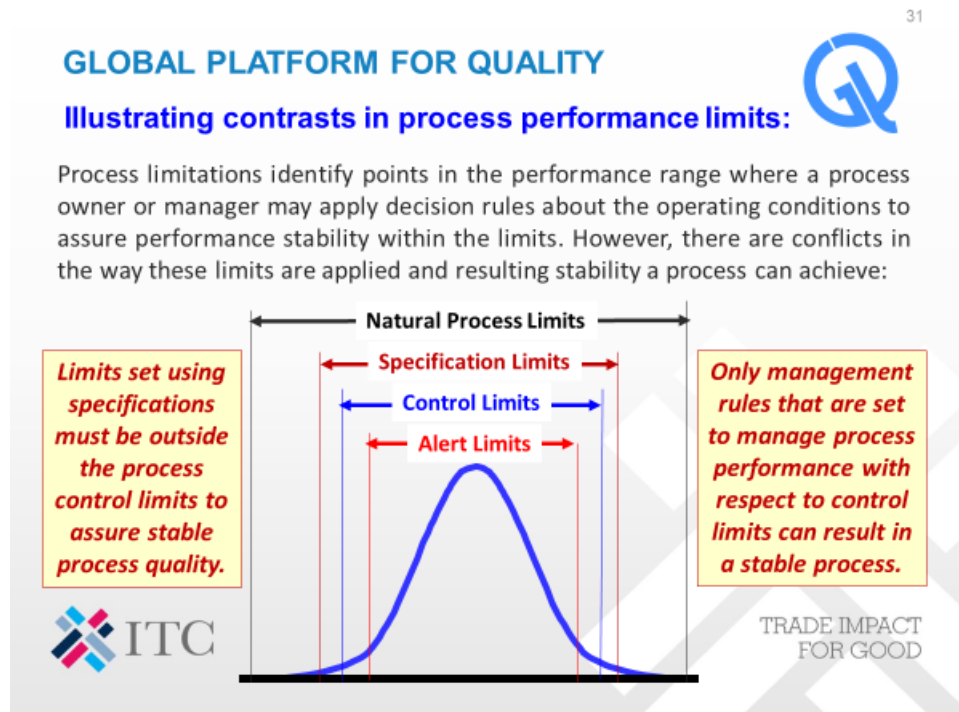 31
GLOBAL PLATFORM FOR QUALITY
Illustrating contrasts in process performance limits:
Process limitations identify points in the performance range where a process
owner or manager may apply decision rules about the operating conditions to
assure performance stability within the limits. However, there are conflicts in
the way these limits are applied and resulting stability a process can achieve:
Natural Process Limits
Specification Limits
Control Limits
Alert Limits
Limits set using
specifications
must be outside
the process
control limits to
assure stable
process quality.
Only management
rules that are set
to manage process
performance with
respect to control
limits can result in
a stable process.
ITC
TRADE IMPACT
FOR GOOD